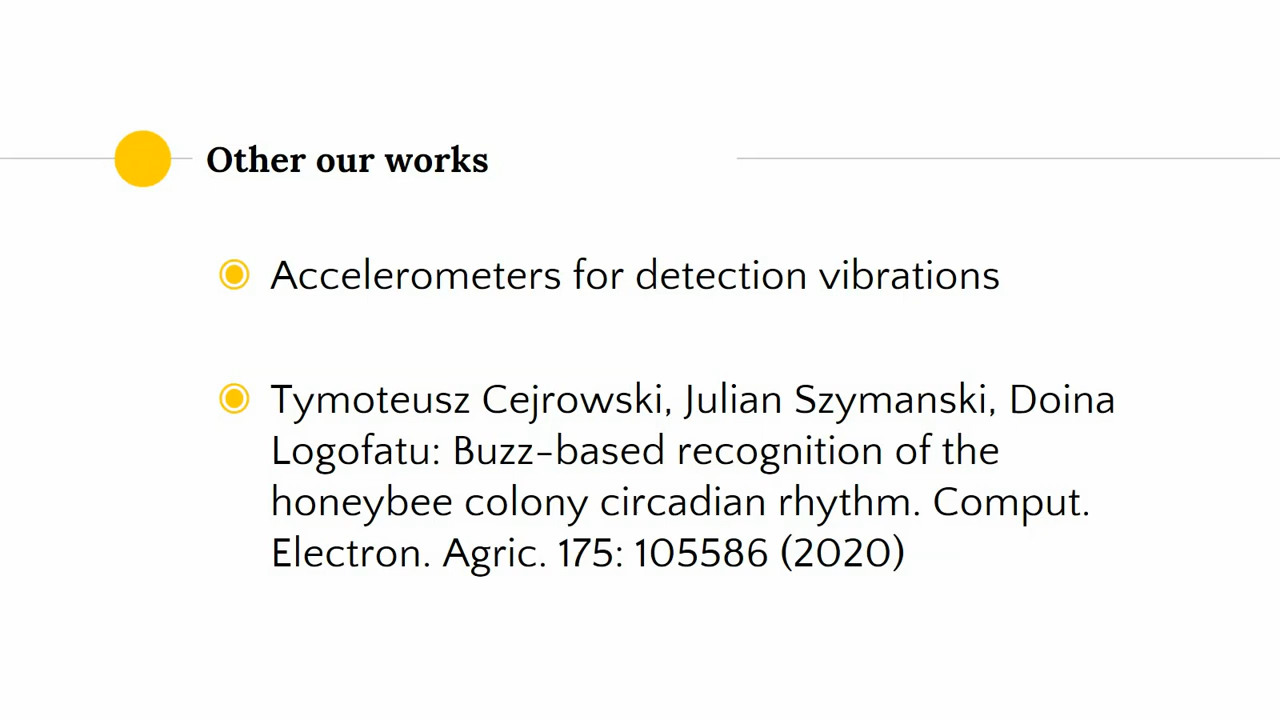 Other our works
Accelerometers for detection vibrations
Tymoteusz Cejrowski, Julian Szymanski, Doina
Logofatu: Buzz-based recognition of the
honeybee colony circadian rhythm. Comput.
Electron. Agric. 175: 105586 (2020)